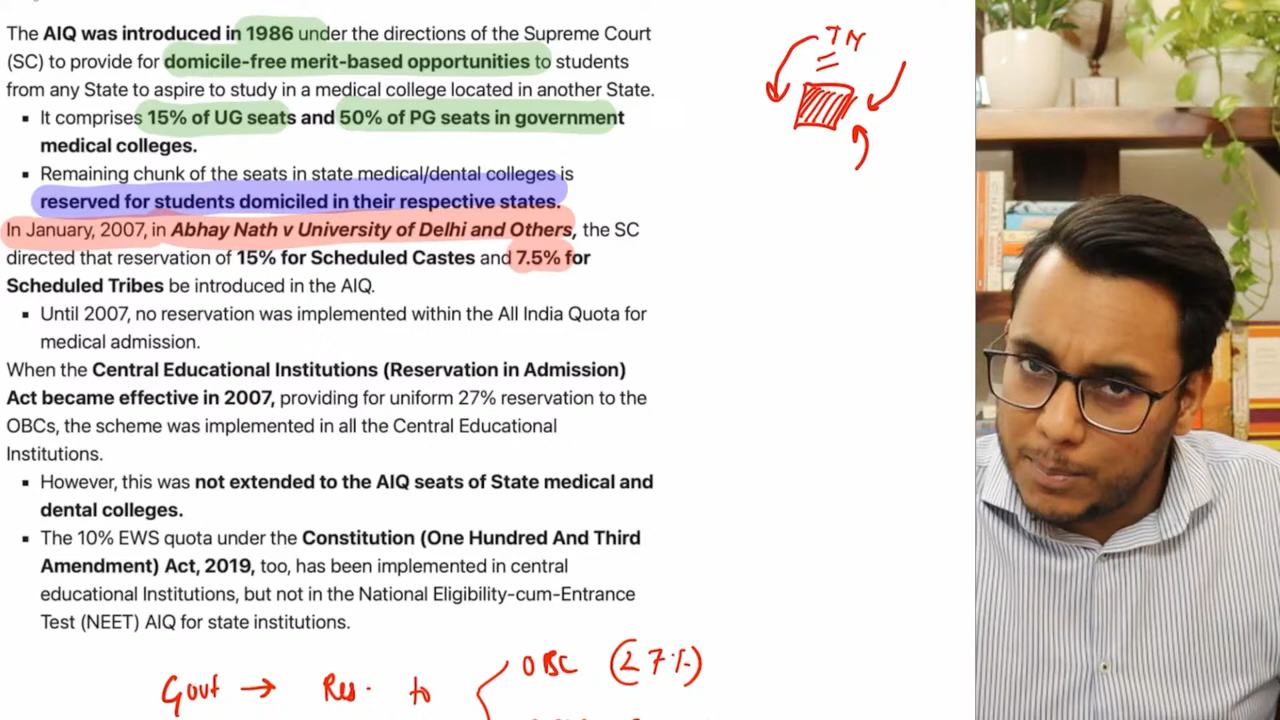 The AIQ was introduced in 1986 under the directions of the Supreme Court
(SC) to provide for domicile-free merit-based opportunities to students
from any State to aspire to study in a medical college located in another State.
▪ It comprises 15% of UG seats and 50% of PG seats in government
medical colleges.
▪ Remaining chunk of the seats in state medical/dental colleges is
reserved for students domiciled in their respective states.
In January, 2007, in Abhay Nath v University of Delhi and Others, the SC
directed that reservation of 15% for Scheduled Castes and 7.5% for
Scheduled Tribes be introduced in the AIQ.
▪ Until 2007, no reservation was implemented within the All India Quota for
medical admission.
When the Central Educational Institutions (Reservation in Admission)
Act became effective in 2007, providing for uniform 27% reservation to the
OBCs, the scheme was implemented in all the Central Educational
Institutions.
▪ However, this was not extended to the AIQ seats of State medical and
dental colleges.
▪ The 10% EWS quota under the Constitution (One Hundred And Third
Amendment) Act, 2019, too, has been implemented in central
educational Institutions, but not in the National Eligibility-cum-Entrance
Test (NEET) AIQ for state institutions.
OBC (27%)
Govt → Res. to
TN